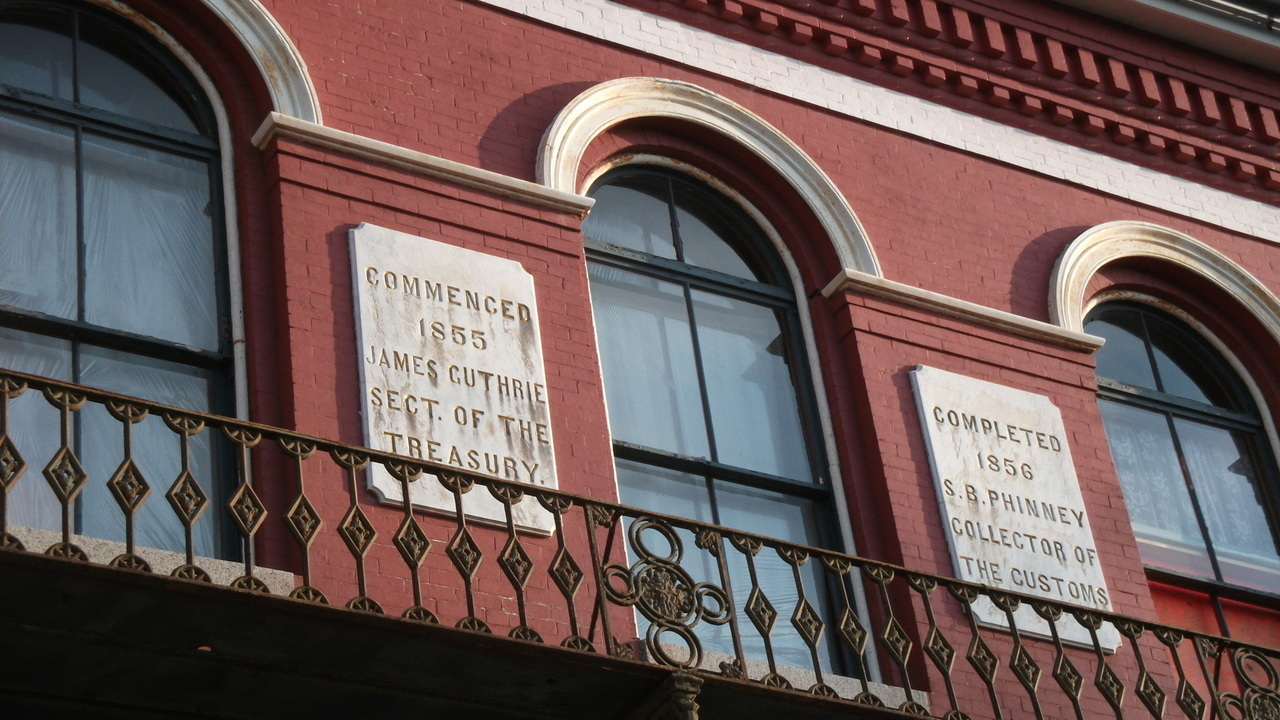 COMMENCED
1855
JAMES GUTHRIE
SECT. OF THE
TREASURY.
COMPLETED
1856
S.B.PHINNEY
COLLECTOR OF
THE CUSTOMS